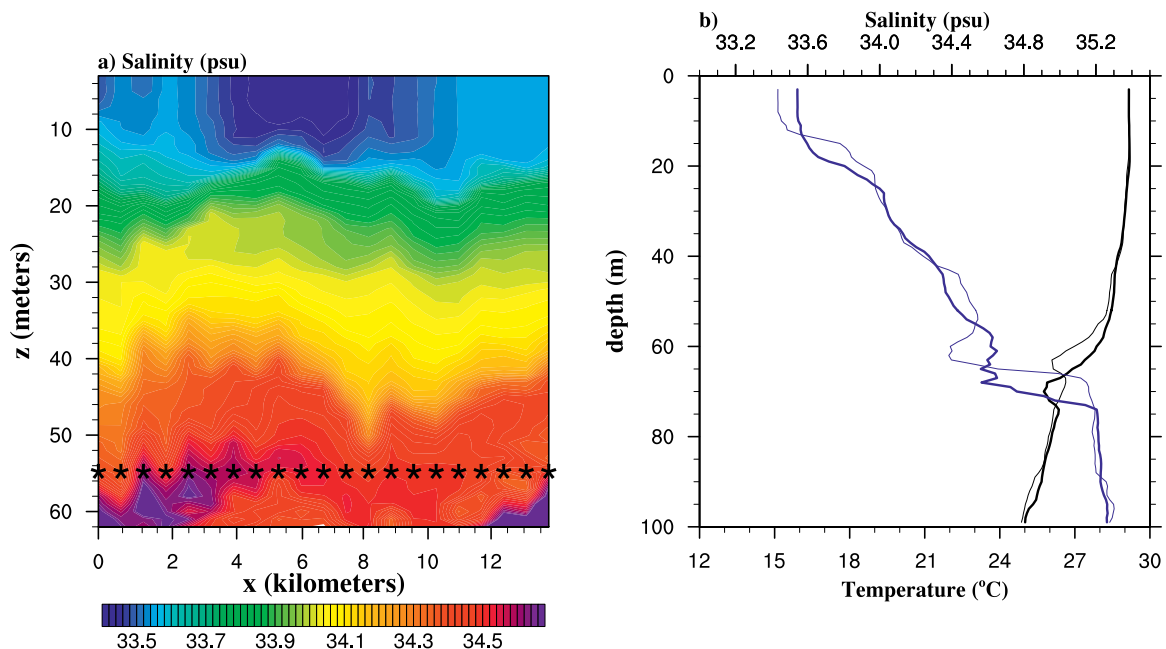 a) Salinity (psu)
10
20
30
40
50
60
z (meters)
* * * * * * * * * * * * * * * * * * * * *
0 2 4 6 8 10 12
x (kilometers)
33.5 33.7 33.9 34.1 34.3 34.5
b) Salinity (psu)
33.2 33.6 34.0 34.4 34.8 35.2
0
20
40
60
80
100
depth (m)
12 15 18 21 24 27 30
Temperature (°C)